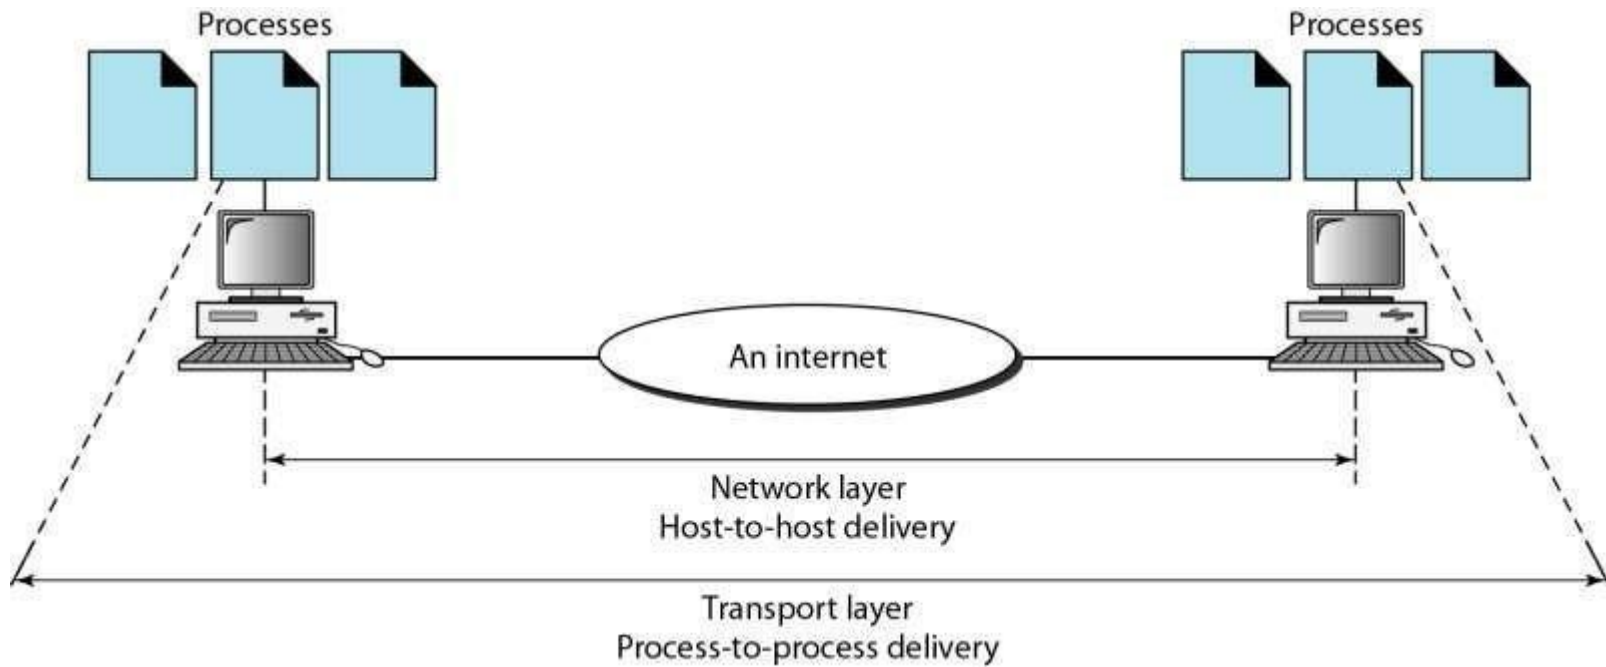 Processes
Processes
An internet
Network layer
Host-to-host delivery
Transport layer
Process-to-process delivery